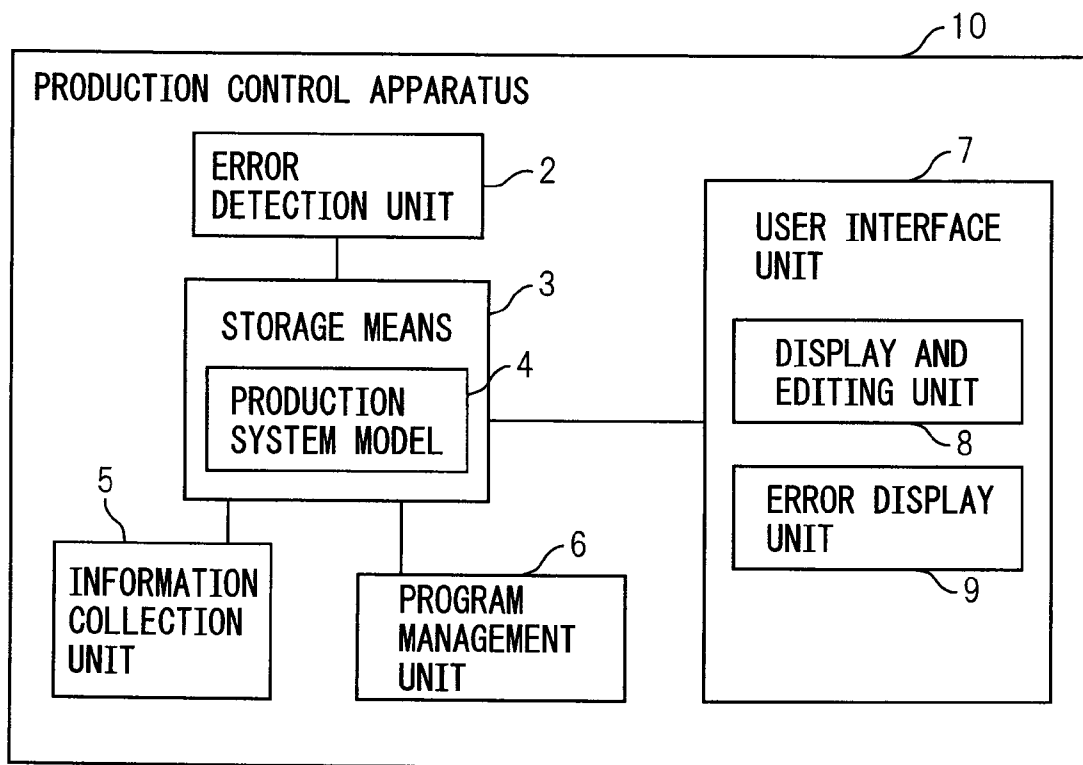 10
PRODUCTION CONTROL APPARATUS
ERROR
DETECTION UNIT
2
7
USER INTERFACE
UNIT
3
STORAGE MEANS
4
PRODUCTION
SYSTEM MODEL
DISPLAY AND
EDITING UNIT
8
ERROR DISPLAY
UNIT
9
5
INFORMATION
COLLECTION
UNIT
6
PROGRAM
MANAGEMENT
UNIT